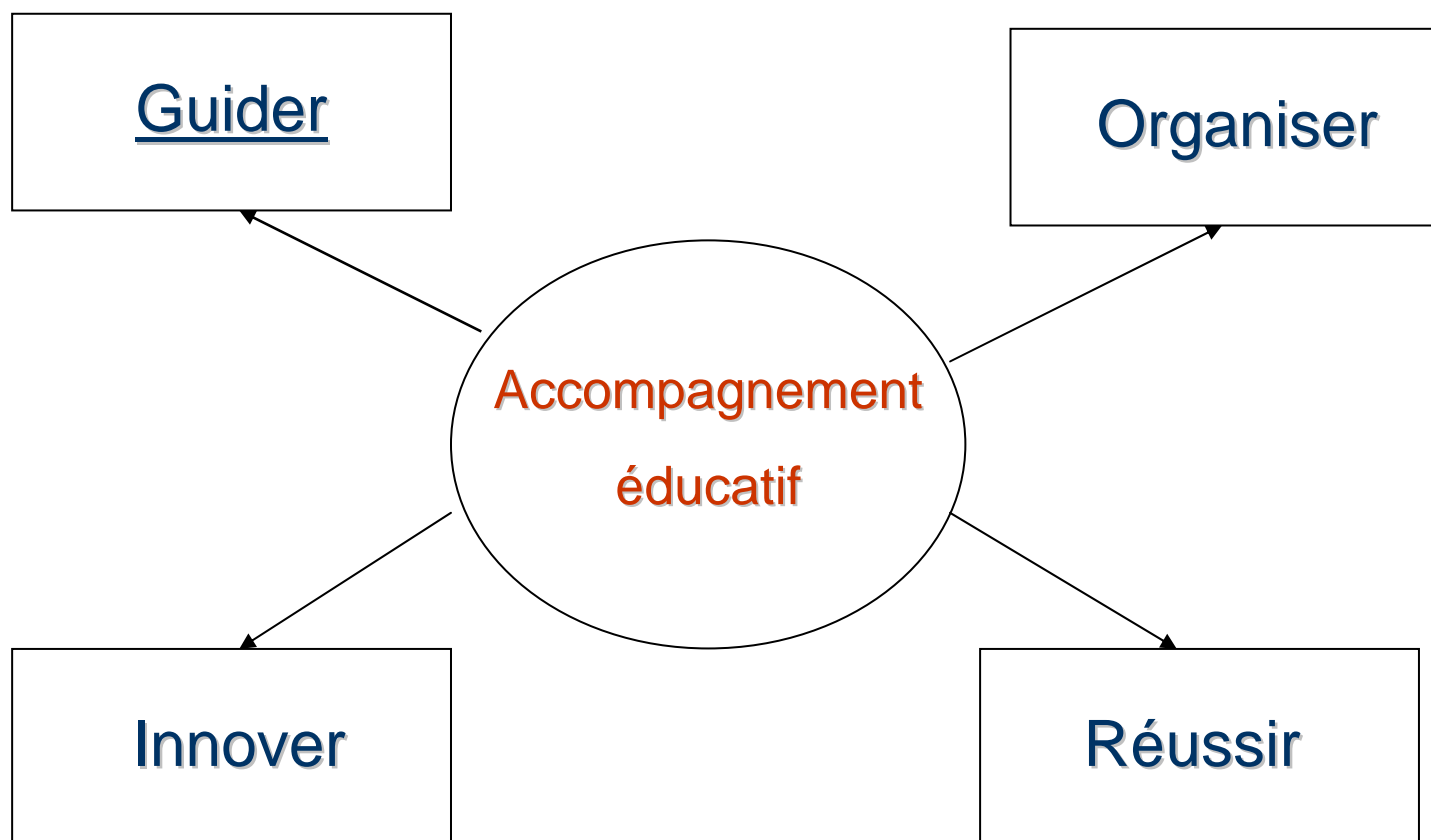 Guider
Organiser
Accompagnement
éducatif
Innover
Réussir